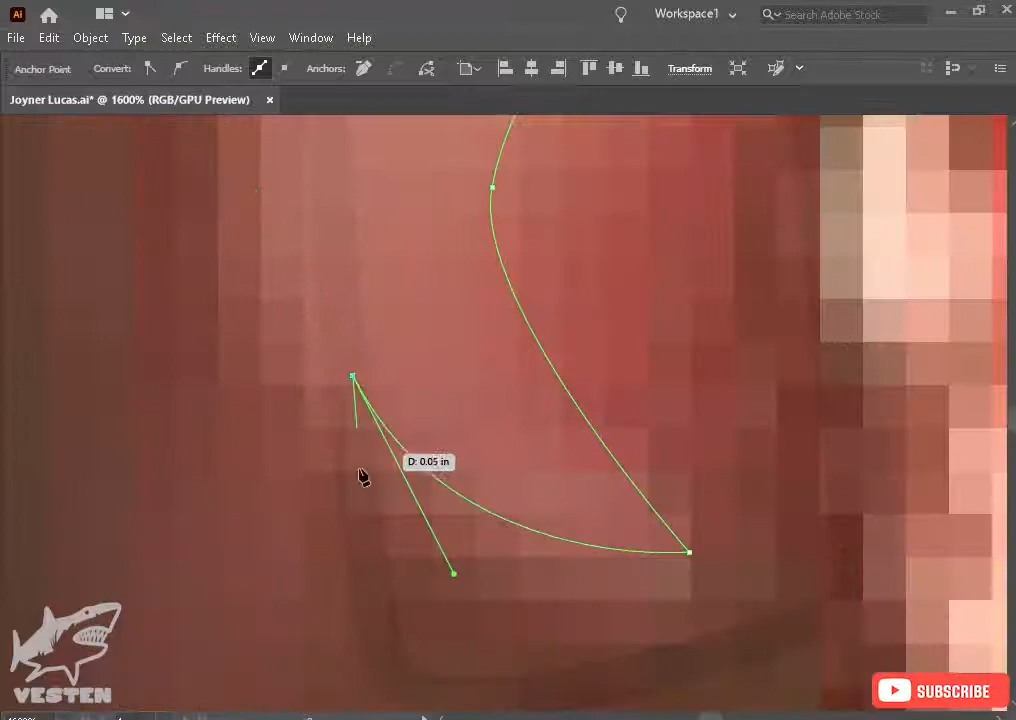 Ai
Workspace1
Search Adobe Stock
File Edit Object Type Select Effect View Window Help
Anchor Point Convert: Handles: Anchors: Transform
Joyner Lucas.ai* @ 1600% (RGB/GPU Preview) ×
D: 0.05 in
VESTEN
SUBSCRIBE